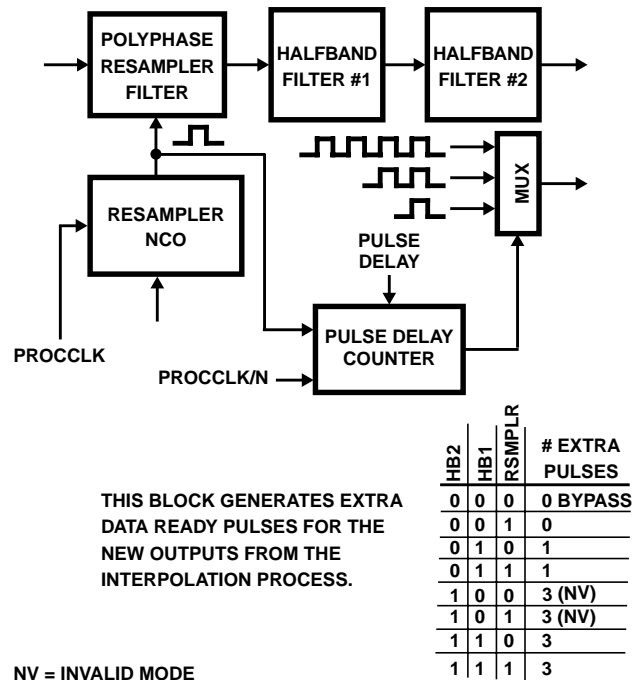 POLYPHASE
RESAMPLER
FILTER
HALFBAND
FILTER #1
HALFBAND
FILTER #2
MUX
RESAMPLER
NCO
PULSE
DELAY
PULSE DELAY
COUNTER
PROCCLK
PROCCLK/N
THIS BLOCK GENERATES EXTRA
DATA READY PULSES FOR THE
NEW OUTPUTS FROM THE
INTERPOLATION PROCESS.
HB2 HB1 RSMPLR # EXTRA PULSES
0 0 0 0 BYPASS
0 0 1 0
0 1 0 1
0 1 1 1
1 0 0 3 (NV)
1 0 1 3 (NV)
1 1 0 3
1 1 1 3
NV = INVALID MODE